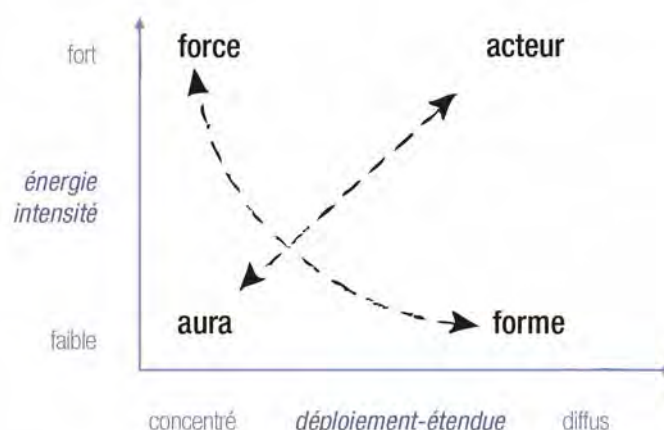 fort
force
acteur
énergie
intensité
aura
forme
faible
concentré
déploiement-étendue
diffus